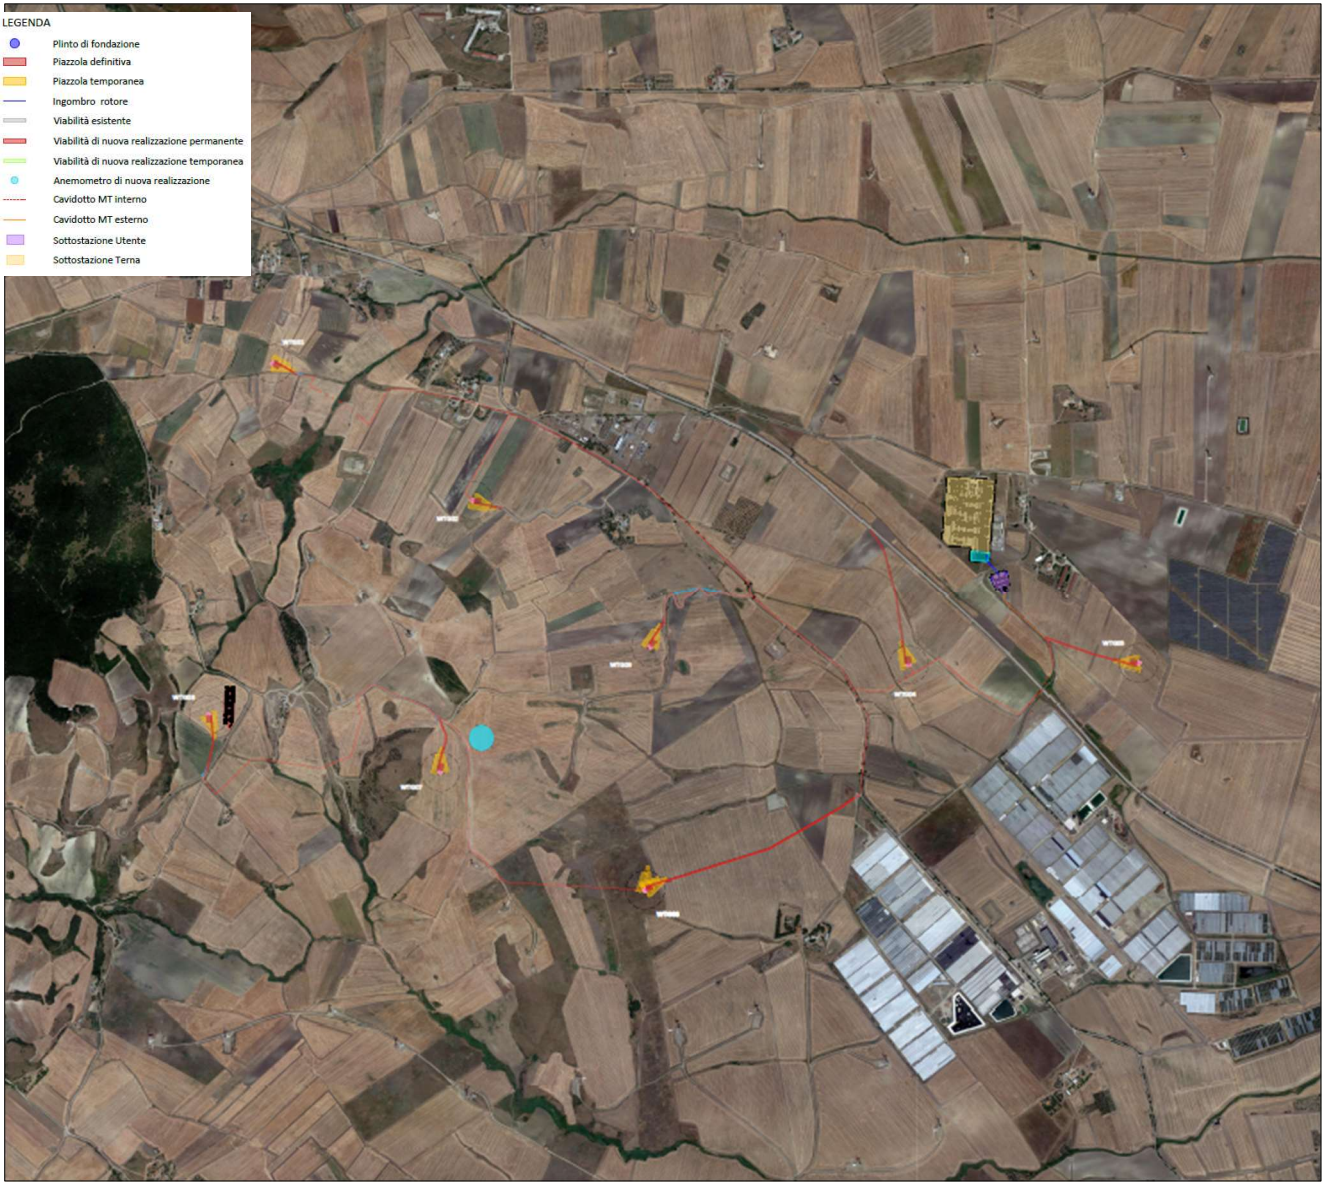 LEGENDA
Plinto di fondazione
Piazzola definitiva
Piazzola temporanea
Ingombro rotore
Viabilità esistente
Viabilità di nuova realizzazione permanente
Viabilità di nuova realizzazione temporanea
Anemometro di nuova realizzazione
Cavidotto MT interno
Cavidotto MT esterno
Sottostazione Utente
Sottostazione Terna